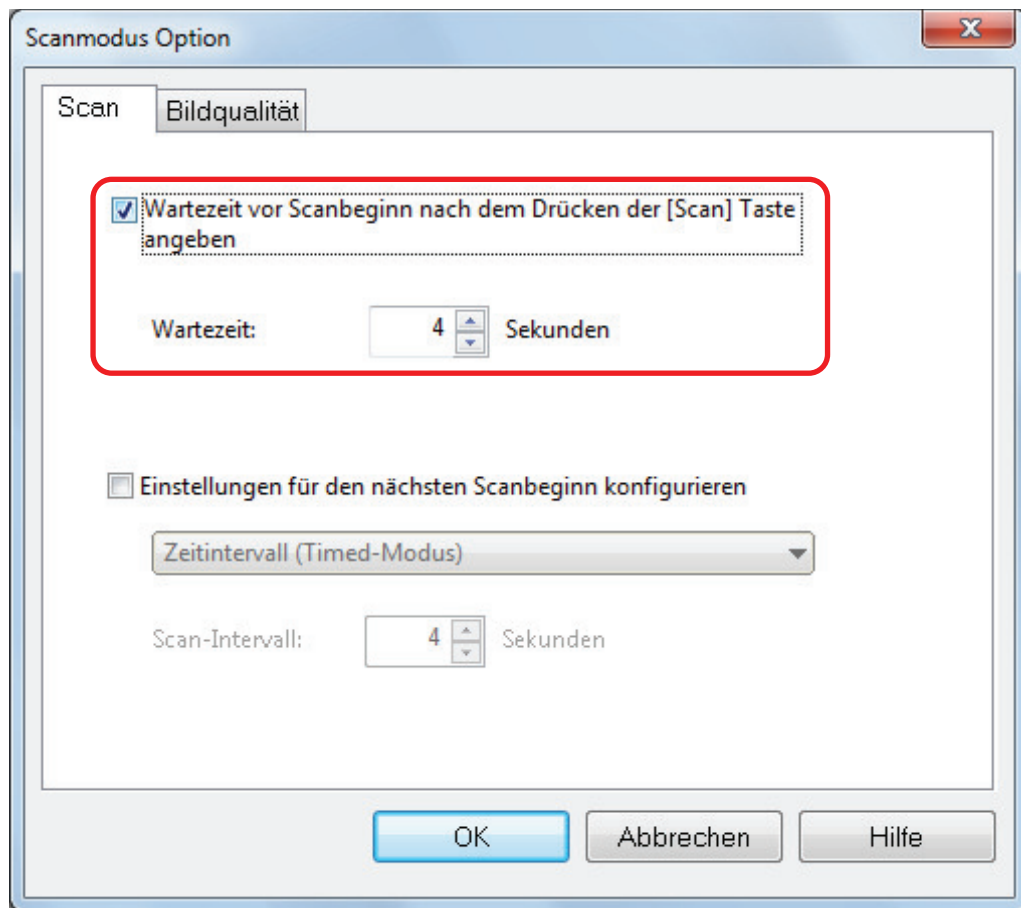 Scanmodus Option
Scan
Bildqualität
Wartezeit vor Scanbeginn nach dem Drücken der [Scan] Taste
angeben
Wartezeit: 4 Sekunden
Einstellungen für den nächsten Scanbeginn konfigurieren
Zeitintervall (Timed-Modus)
Scan-Intervall: 4 Sekunden
OK Abbrechen Hilfe